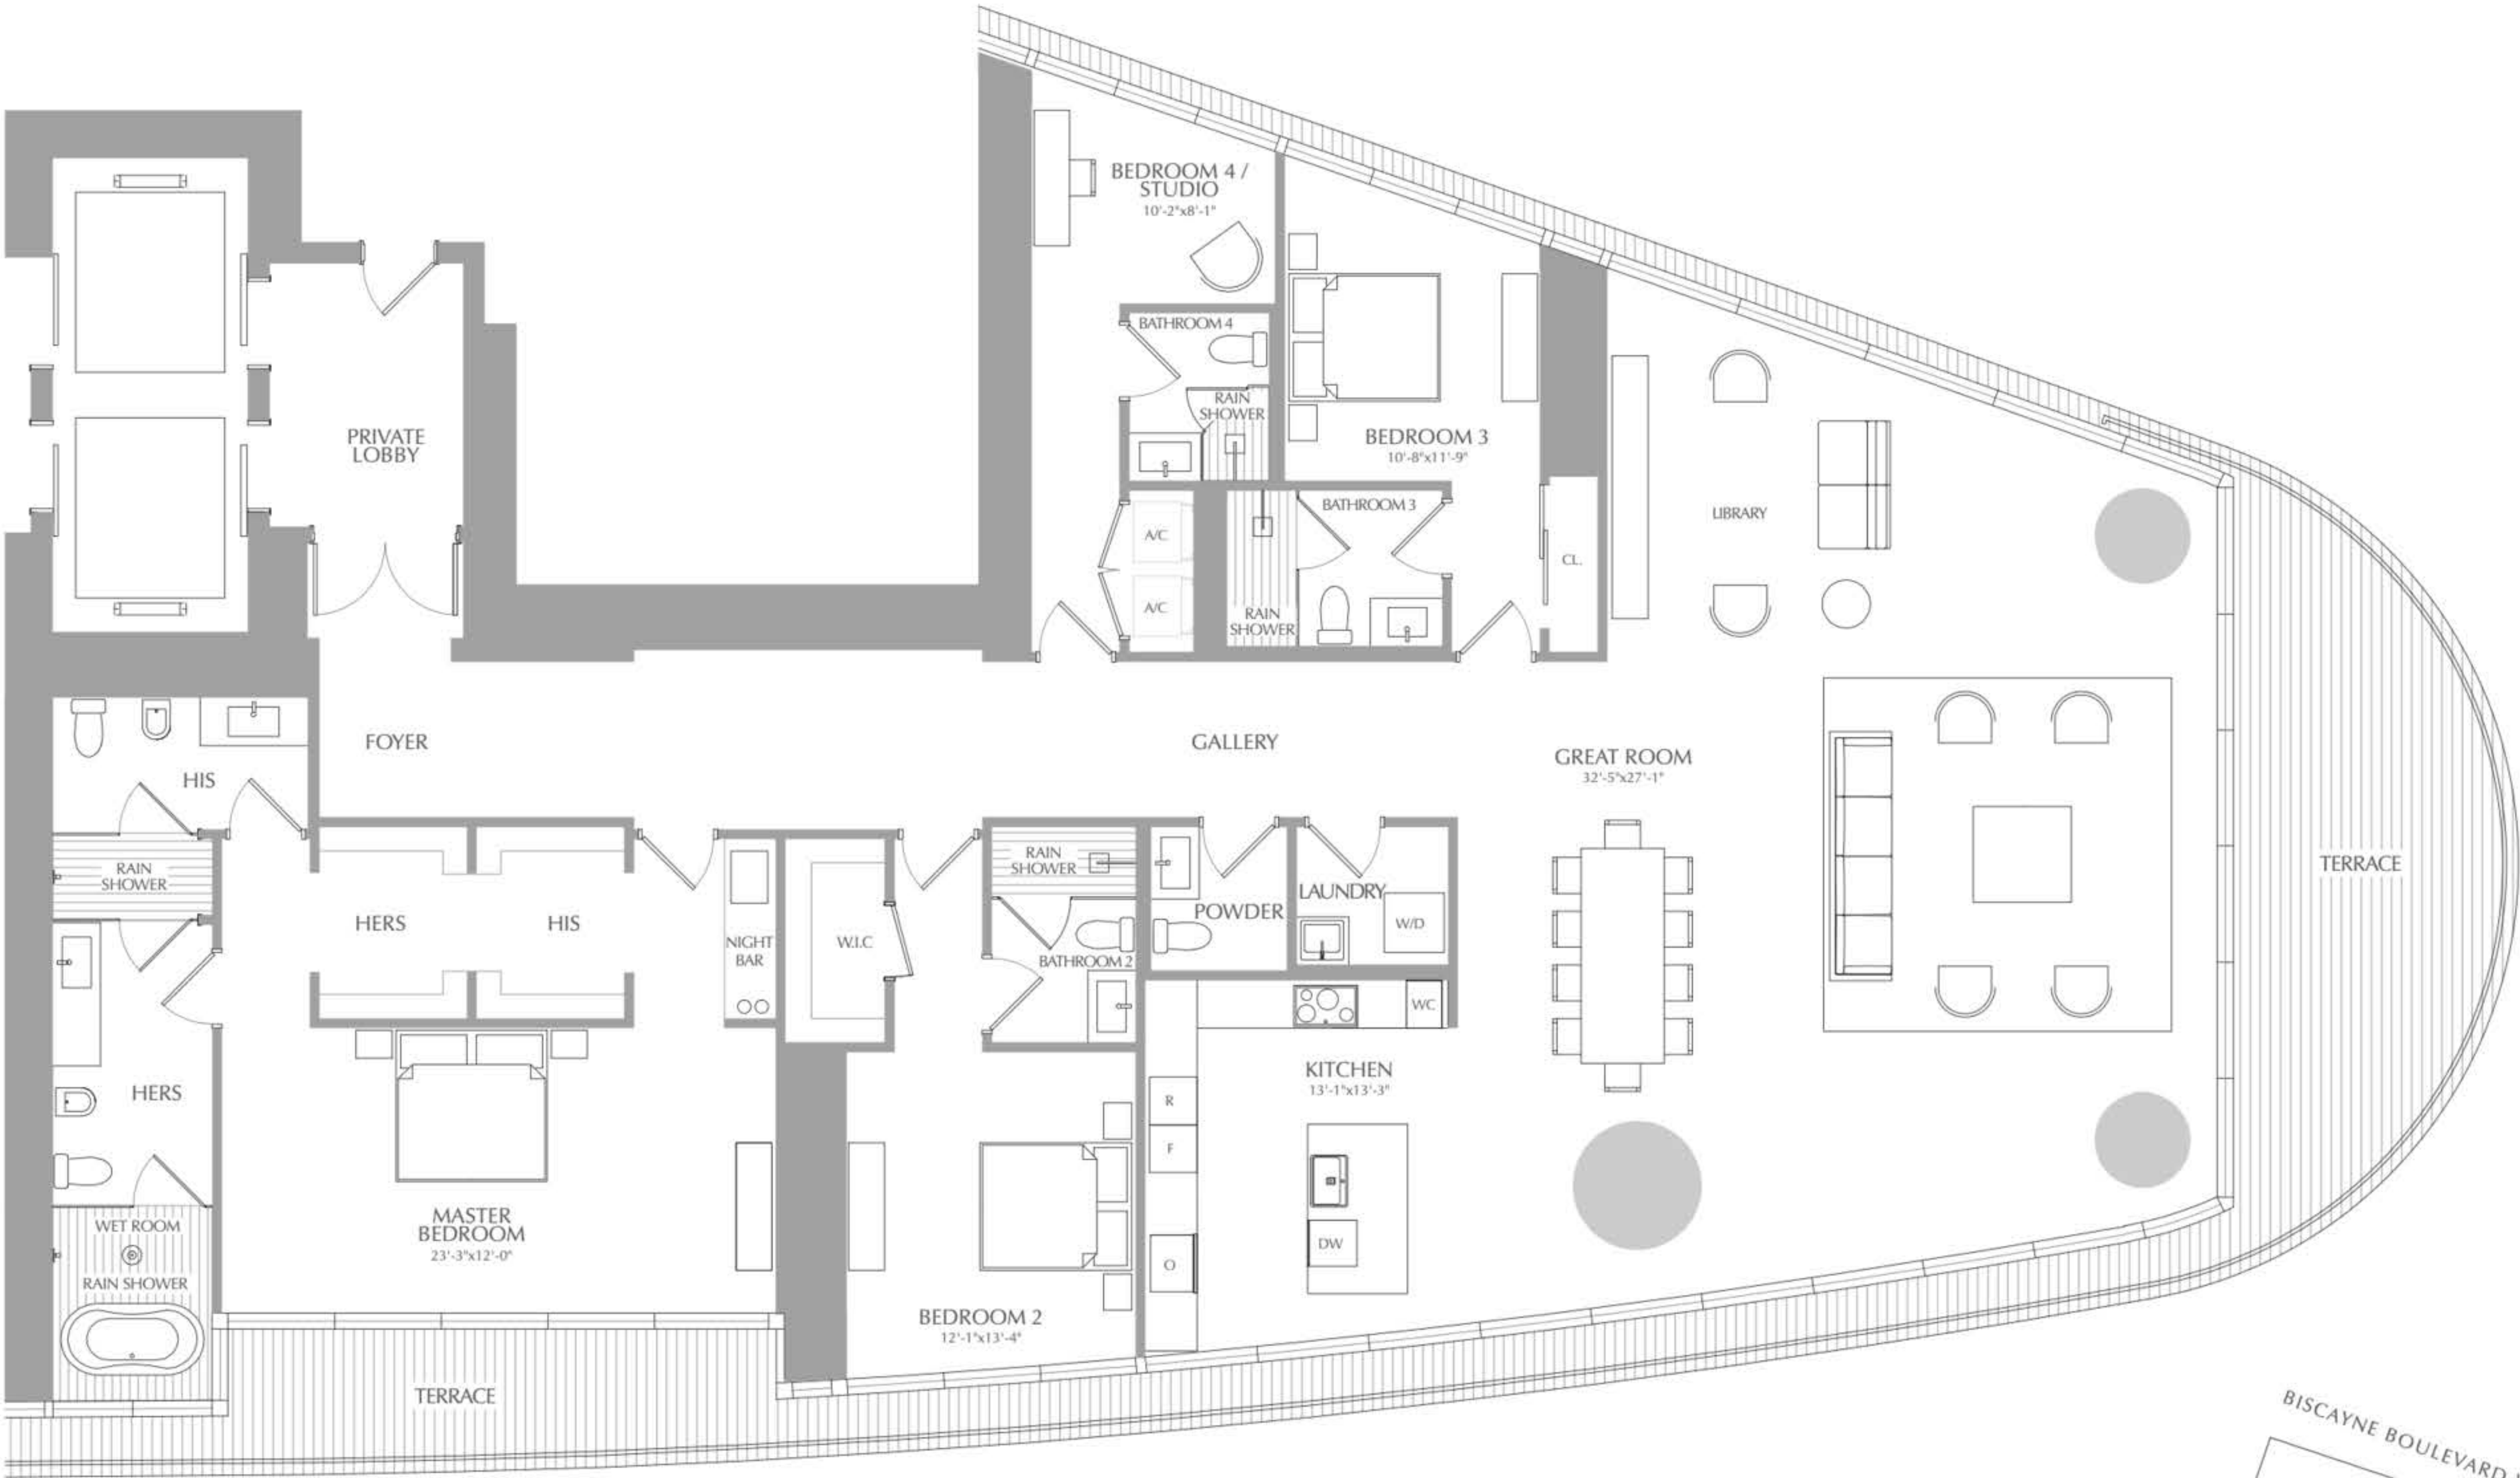 BEDROOM 4 /
STUDIO
10'-2"x8'-1"
BATHROOM 4
RAIN
SHOWER
BEDROOM 3
10'-8"x11'-9"
PRIVATE
LOBBY
A/C
A/C
RAIN
SHOWER
BATHROOM 3
CL.
LIBRARY
FOYER
GALLERY
GREAT ROOM
32'-5"x27'-1"
HIS
RAIN
SHOWER
HERS
HIS
NIGHT
BAR
W.I.C
RAIN
SHOWER
BATHROOM 2
POWDER
LAUNDRY
W/D
TERRACE
WC
KITCHEN
13'-1"x13'-3"
R
F
O
DW
HERS
WET ROOM
RAIN SHOWER
MASTER
BEDROOM
23'-3"x12'-0"
BEDROOM 2
12'-1"x13'-4"
TERRACE
BISCAYNE BOULEVARD